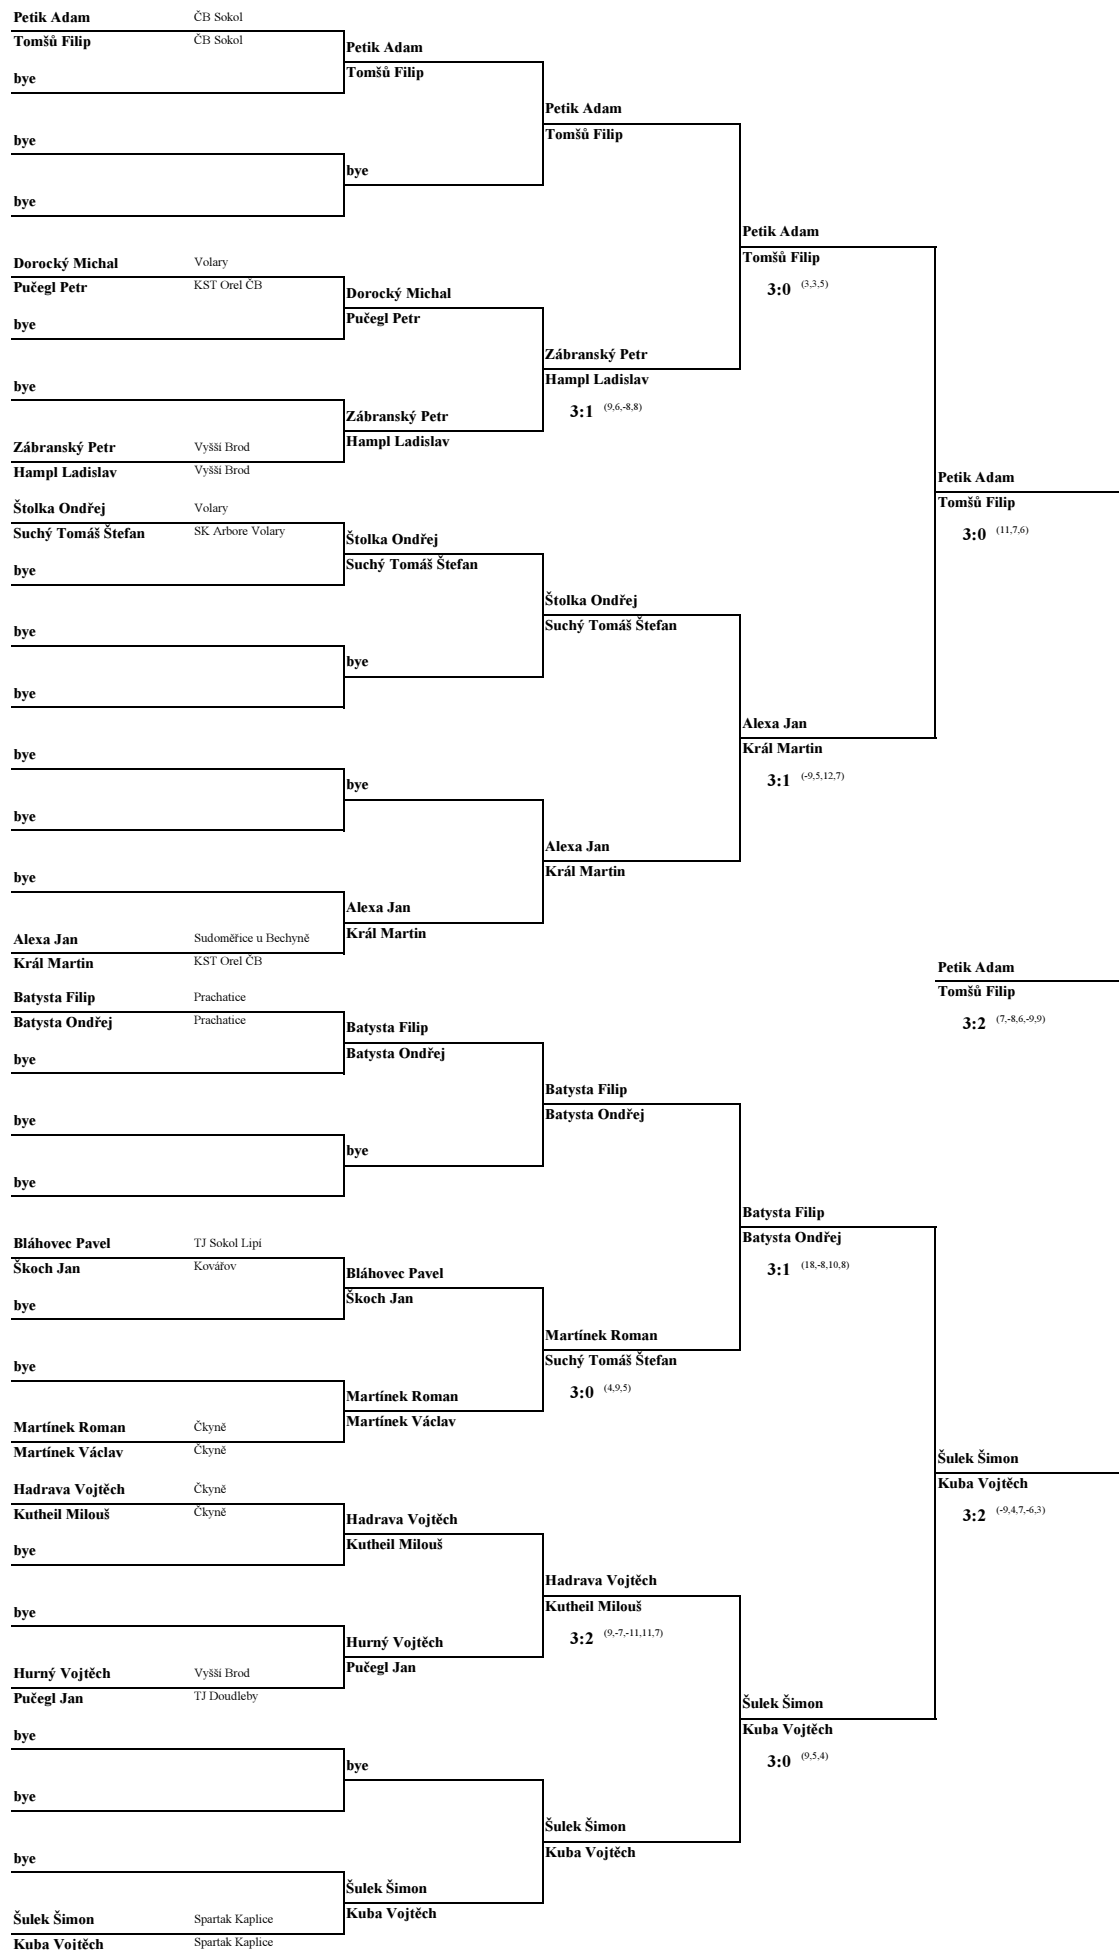 Petik Adam ČB Sokol
Tomšů Filip ČB Sokol
Petik Adam
Tomšů Filip
bye
Petik Adam
Tomšů Filip
bye
bye
bye
Petik Adam
Tomšů Filip
3:0 (3,3,5)
Dorocký Michal Volary
Pučegl Petr KST Orel ČB
Dorocký Michal
Pučegl Petr
bye
Zábranský Petr
Hampl Ladislav
3:1 (9,6,-8,8)
bye
Zábranský Petr
Hampl Ladislav
Zábranský Petr Vyšší Brod
Hampl Ladislav Vyšší Brod
Petik Adam
Tomšů Filip
3:0 (11,7,6)
Štolka Ondřej Volary
Suchý Tomáš Štefan SK Arbore Volary
Štolka Ondřej
Suchý Tomáš Štefan
bye
Štolka Ondřej
Suchý Tomáš Štefan
bye
bye
bye
Alexa Jan
Král Martin
3:1 (-9,5,12,7)
bye
bye
bye
Alexa Jan
Král Martin
bye
Alexa Jan
Král Martin
Alexa Jan Sudoměřice u Bechyně
Král Martin KST Orel ČB
Petik Adam
Tomšů Filip
3:2 (7,-8,6,-9,9)
Batysta Filip Prachatice
Batysta Ondřej Prachatice
Batysta Filip
Batysta Ondřej
bye
Batysta Filip
Batysta Ondřej
bye
bye
bye
Batysta Filip
Batysta Ondřej
3:1 (18,-8,10,8)
Bláhovec Pavel TJ Sokol Lipí
Škoch Jan Kovářov
Bláhovec Pavel
Škoch Jan
bye
Martínek Roman
Suchý Tomáš Štefan
3:0 (4,9,5)
bye
Martínek Roman
Martínek Václav
Martínek Roman Čkyně
Martínek Václav Čkyně
Šulek Šimon
Kuba Vojtěch
3:2 (-9,4,7,-6,3)
Hadrava Vojtěch Čkyně
Kutheil Milouš Čkyně
Hadrava Vojtěch
Kutheil Milouš
bye
Hadrava Vojtěch
Kutheil Milouš
3:2 (9,-7,-11,11,7)
bye
Hurný Vojtěch
Pučegl Jan
Hurný Vojtěch Vyšší Brod
Pučegl Jan TJ Doudleby
Šulek Šimon
Kuba Vojtěch
3:0 (9,5,4)
bye
bye
bye
Šulek Šimon
Kuba Vojtěch
bye
Šulek Šimon
Kuba Vojtěch
Šulek Šimon Spartak Kaplice
Kuba Vojtěch Spartak Kaplice